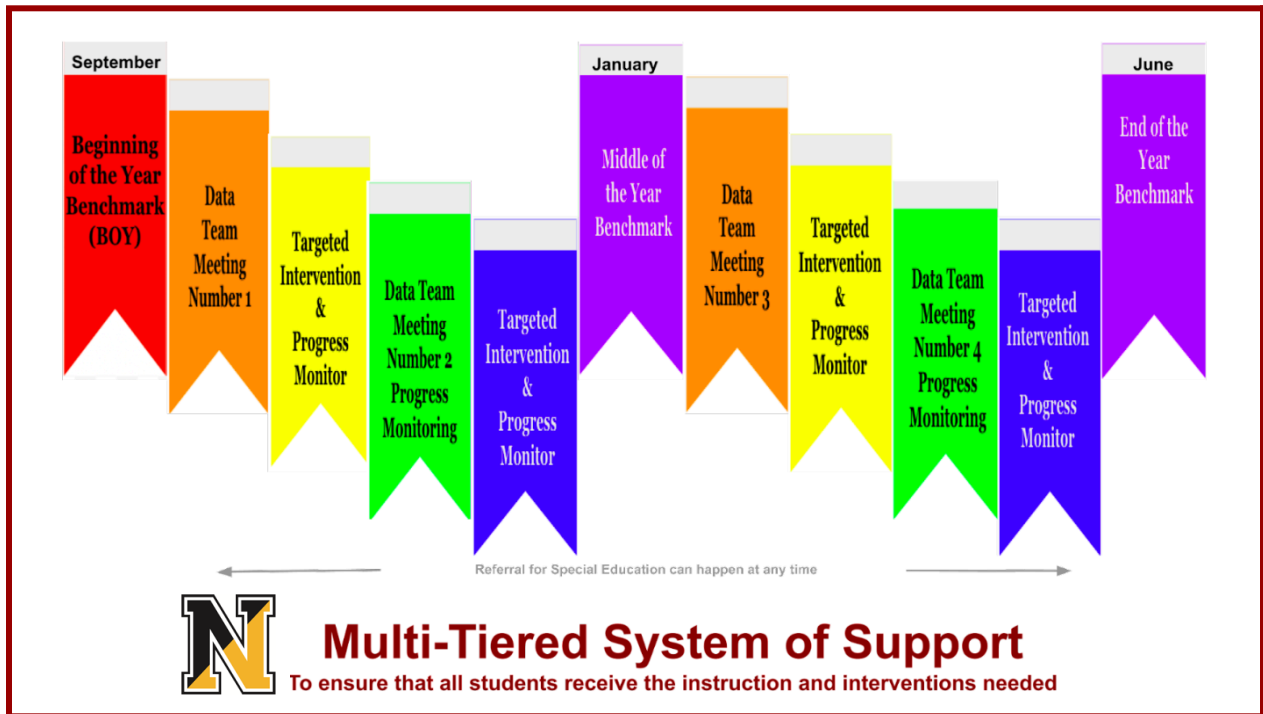 September
Beginning
of the Year
Benchmark
(BOY)
Data
Team
Meeting
Number 1
Targeted
Intervention
&
Progress
Monitor
Data Team
Meeting
Number 2
Progress
Monitoring
Targeted
Intervention
&
Progress
Monitor
January
Middle of
the Year
Benchmark
Data
Team
Meeting
Number 3
Targeted
Intervention
&
Progress
Monitor
Data Team
Meeting
Number 4
Progress
Monitoring
Targeted
Intervention
&
Progress
Monitor
June
End of the
Year
Benchmark
Referral for Special Education can happen at any time
N
Multi-Tiered System of Support
To ensure that all students receive the instruction and interventions needed